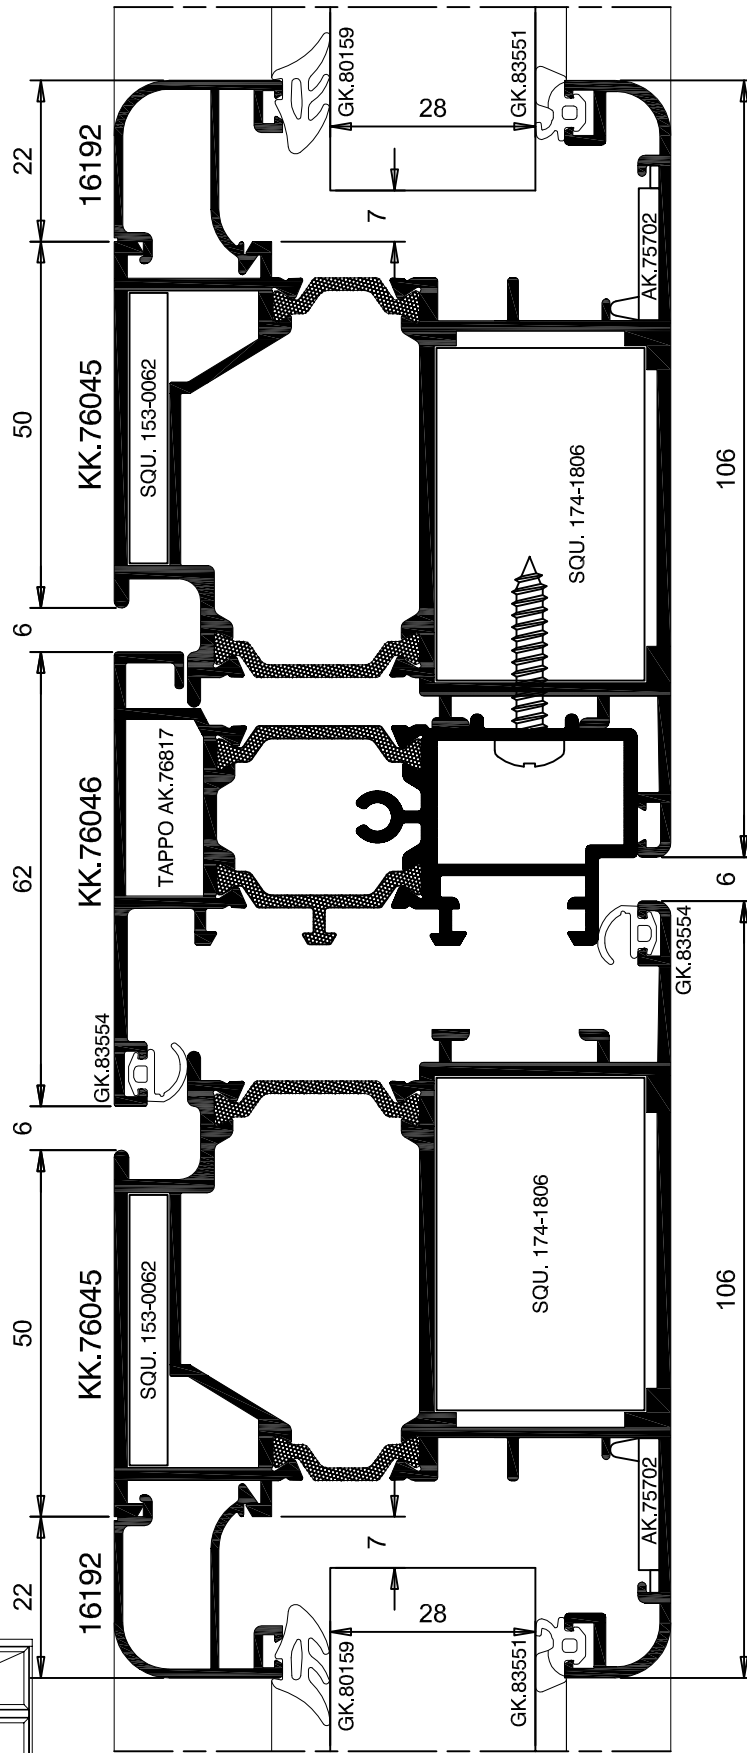 22
16192
GK.80159
28
GK.83551
7
AK.75702
50
KK.76045
SQU. 153-0062
SQU. 174-1806
106
6
62
KK.76046
TAPPO AK.76817
6
GK.83554
GK.83554
6
50
KK.76045
SQU. 153-0062
SQU. 174-1806
106
22
16192
7
28
GK.80159
GK.83551
AK.75702